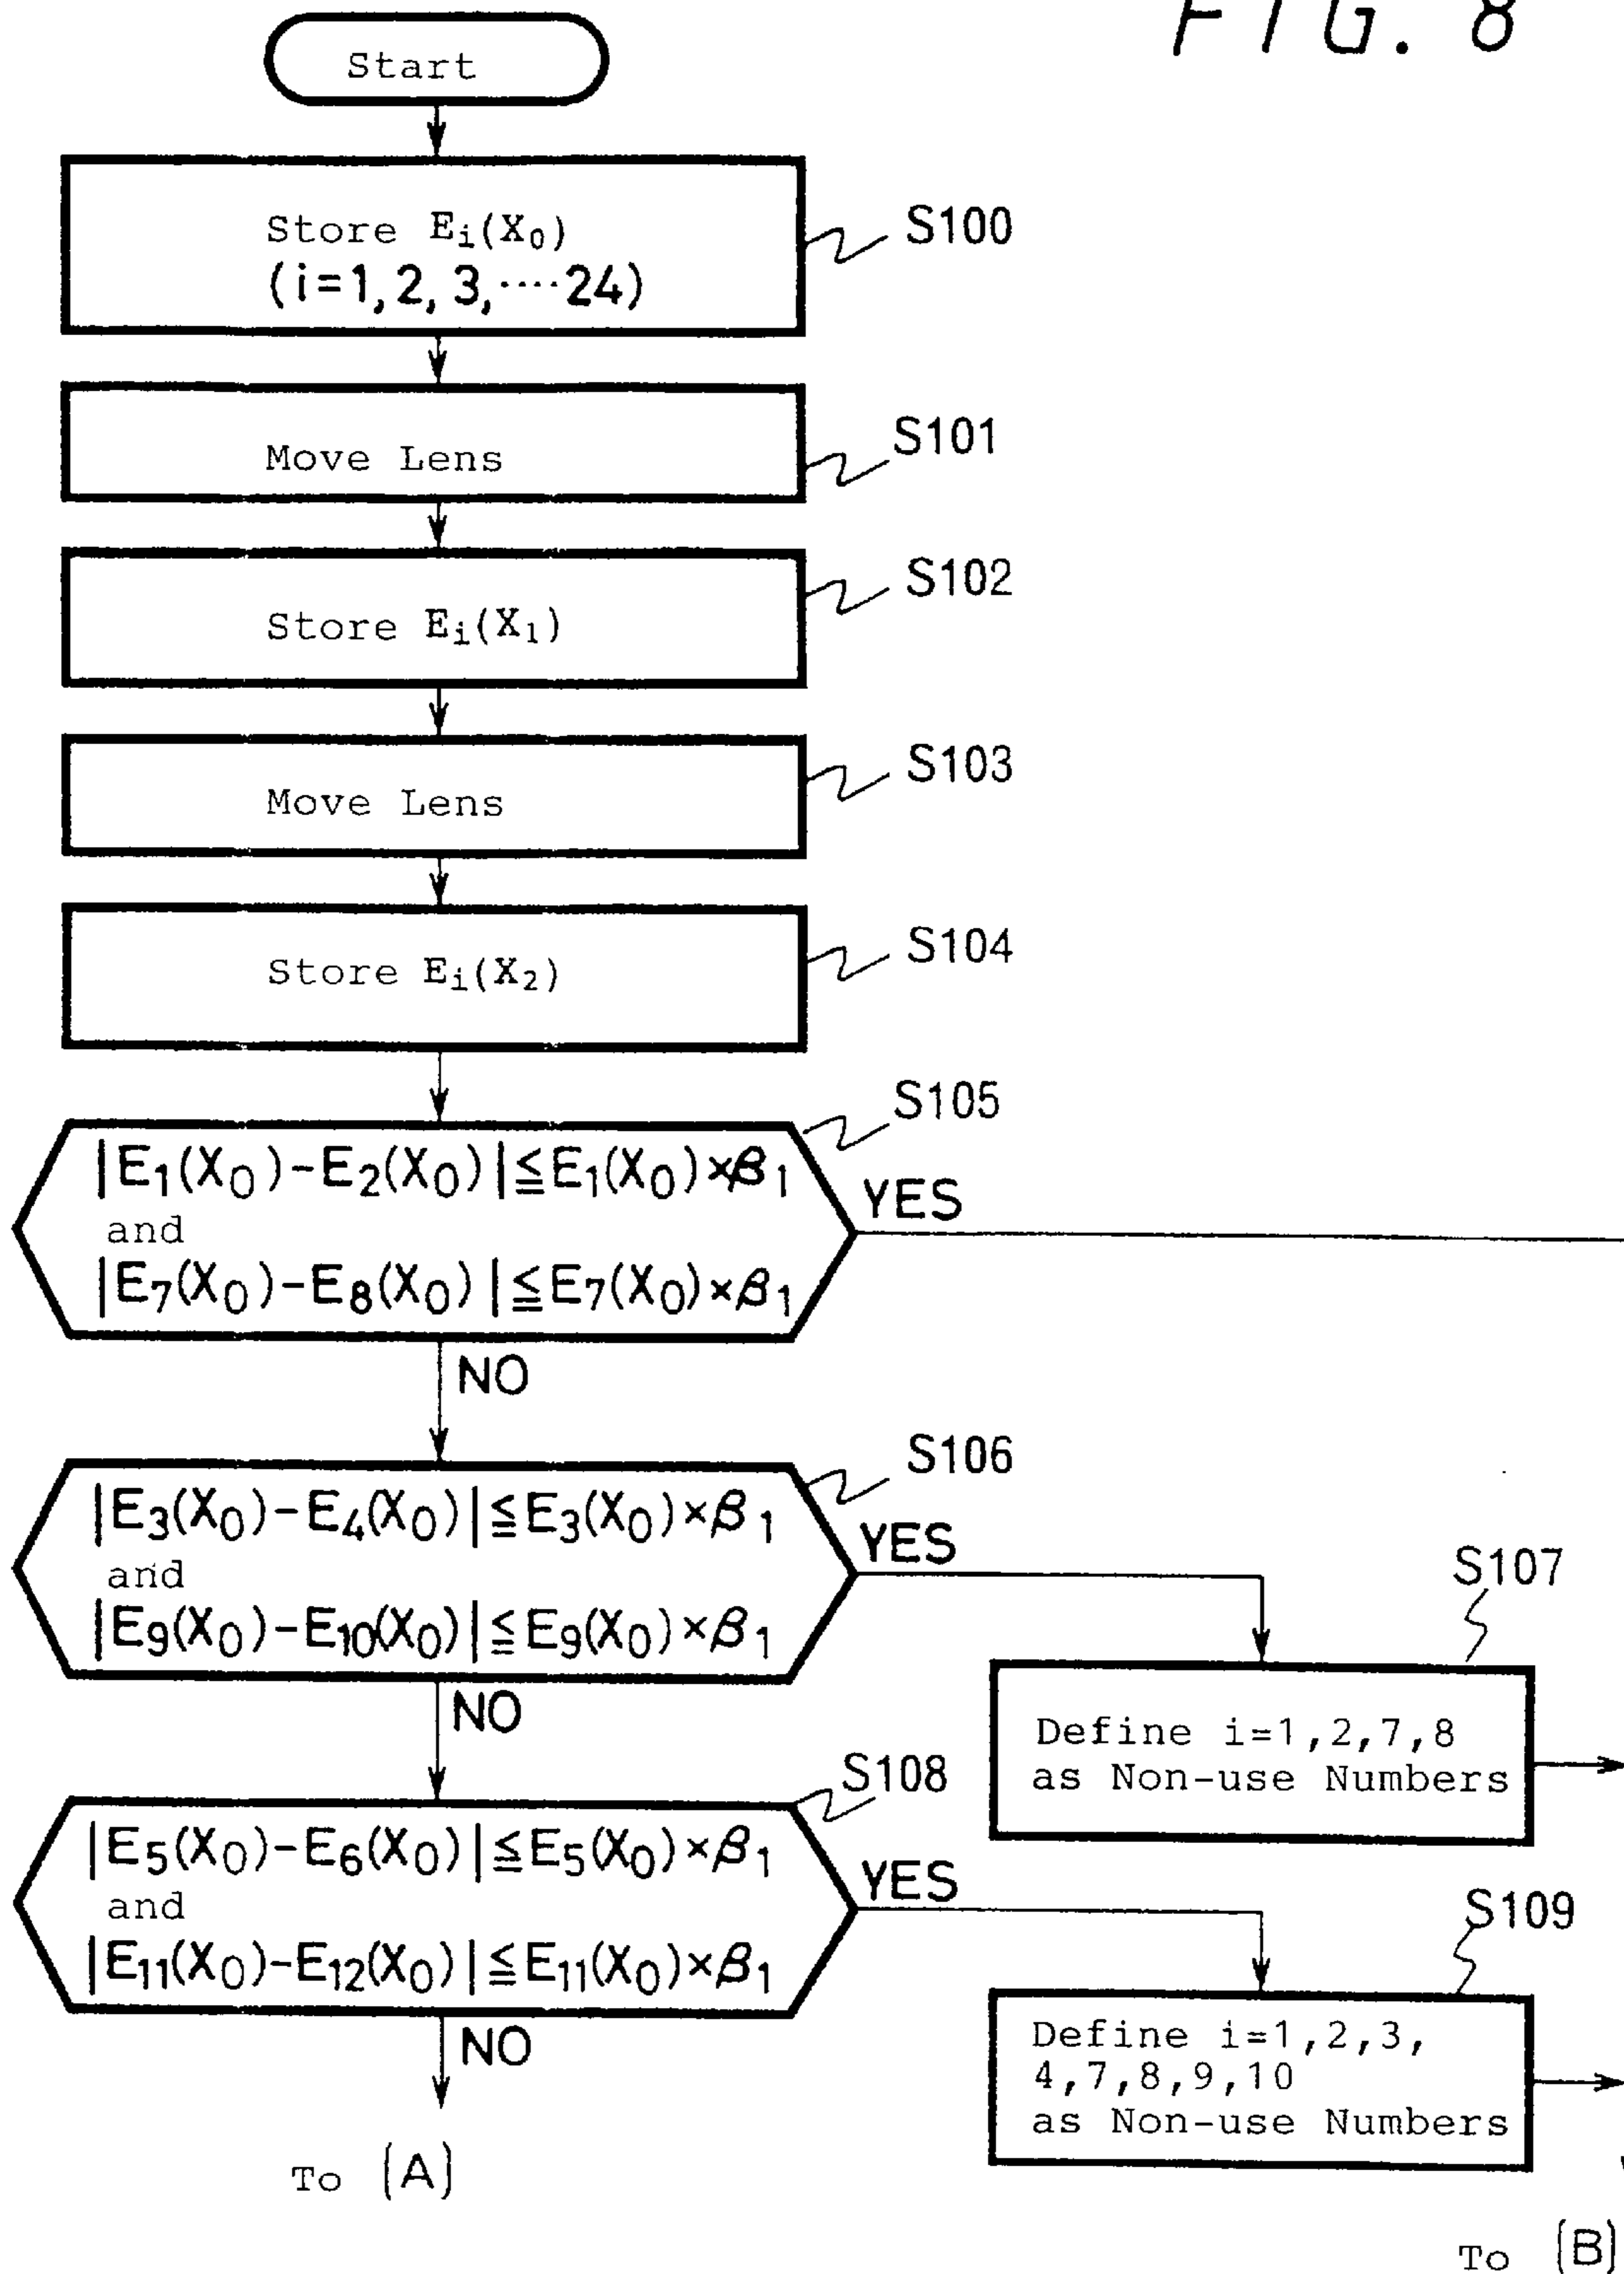 FIG. 8
Start
Store Ei(X0)
(i=1, 2, 3, ···· 24)
S100
Move Lens
S101
Store Ei(X1)
S102
Move Lens
S103
Store Ei(X2)
S104
S105
|E1(X0)-E2(X0)|≦E1(X0)×β1
and
|E7(X0)-E8(X0)|≦E7(X0)×β1
YES
NO
S106
|E3(X0)-E4(X0)|≦E3(X0)×β1
and
|E9(X0)-E10(X0)|≦E9(X0)×β1
YES
NO
S107
Define i=1,2,7,8
as Non-use Numbers
S108
|E5(X0)-E6(X0)|≦E5(X0)×β1
and
|E11(X0)-E12(X0)|≦E11(X0)×β1
YES
NO
S109
Define i=1,2,3,
4,7,8,9,10
as Non-use Numbers
To (A)
To (B)